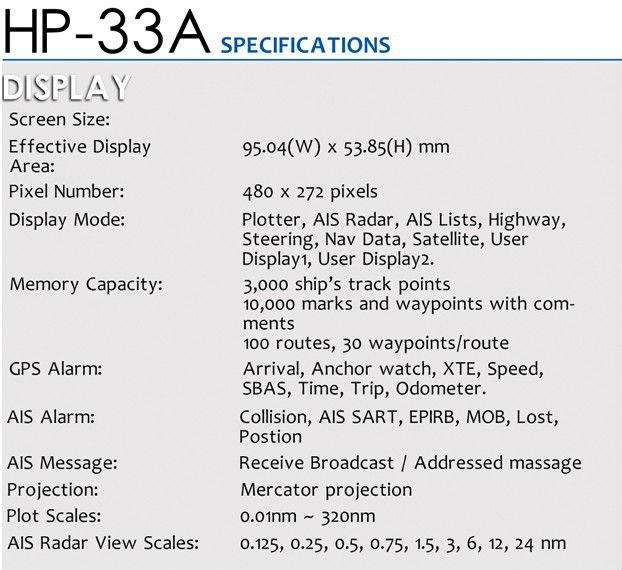 HP-33A SPECIFICATIONS
DISPLAY
Screen Size:
Effective Display 95.04(W) x 53.85(H) mm
Area:
Pixel Number: 480 x 272 pixels
Display Mode: Plotter, AIS Radar, AIS Lists, Highway,
Steering, Nav Data, Satellite, User
Display1, User Display2.
Memory Capacity: 3,000 ship's track points
10,000 marks and waypoints with com-
ments
100 routes, 30 waypoints/route
GPS Alarm: Arrival, Anchor watch, XTE, Speed,
SBAS, Time, Trip, Odometer.
AIS Alarm: Collision, AIS SART, EPIRB, MOB, Lost,
Postion
AIS Message: Receive Broadcast / Addressed massage
Projection: Mercator projection
Plot Scales: 0.01nm ~ 320nm
AIS Radar View Scales: 0.125, 0.25, 0.5, 0.75, 1.5, 3, 6, 12, 24 nm